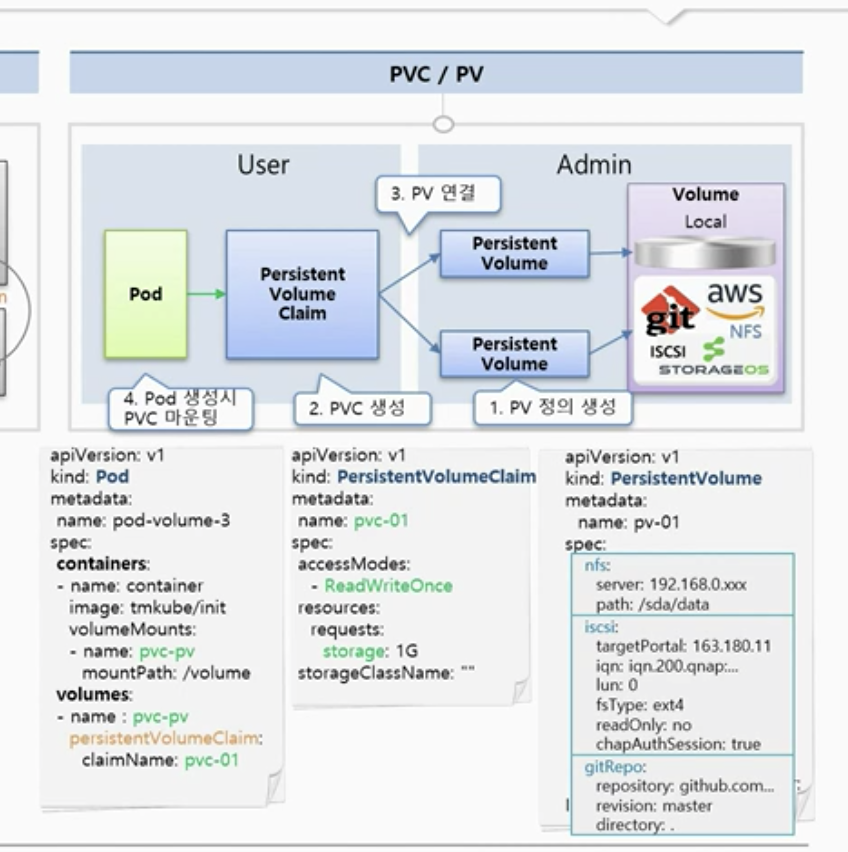 PVC / PV
User
Admin
3. PV 연결
Volume
Local
Pod
Persistent
Volume
Claim
Persistent
Volume
Persistent
Volume
git
aws
NFS
ISCSI
STORAGEOS
4. Pod 생성시
PVC 마운팅
2. PVC 생성
1. PV 정의 생성
apiVersion: v1
kind: Pod
metadata:
name: pod-volume-3
spec:
containers:
- name: container
image: tmkube/init
volumeMounts:
- name: pvc-pv
mountPath: /volume
volumes:
- name : pvc-pv
persistentVolumeClaim:
claimName: pvc-01
apiVersion: v1
kind: PersistentVolumeClaim
metadata:
name: pvc-01
spec:
accessModes:
- ReadWriteOnce
resources:
requests:
storage: 1G
storageClassName: ""
apiVersion: v1
kind: PersistentVolume
metadata:
name: pv-01
spec:
nfs:
server: 192.168.0.xxx
path: /sda/data
iscsi:
targetPortal: 163.180.11
iqn: iqn.200.qnap:...
lun: 0
fsType: ext4
readOnly: no
chapAuthSession: true
gitRepo:
repository: github.com...
revision: master
directory: .